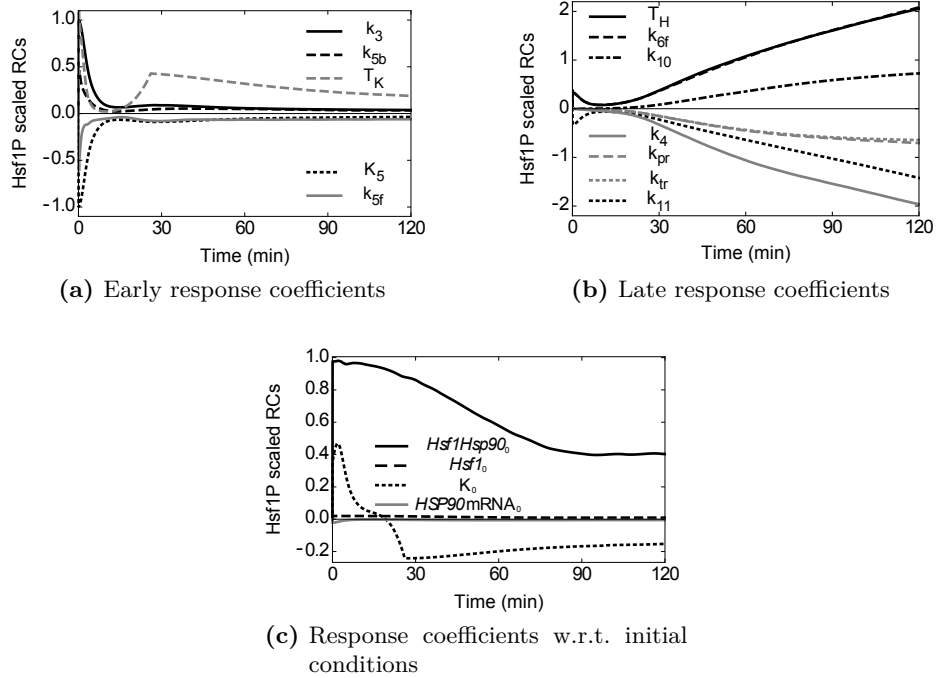 Hsf1P scaled RCs
1.0
0.5
0.0
−0.5
−1.0
k₃
k₅b
T_K
K₅
k₅f
0 30 60 90 120
Time (min)
(a) Early response coefficients
Hsf1P scaled RCs
2
1
0
−1
−2
T_H
k₆f
k₁₀
k₄
k_pr
k_tr
k₁₁
0 30 60 90 120
Time (min)
(b) Late response coefficients
Hsf1P scaled RCs
1.0
0.8
0.6
0.4
0.2
0.0
−0.2
Hsf1Hsp90₀
Hsf1₀
K₀
HSP90mRNA₀
0 30 60 90 120
Time (min)
(c) Response coefficients w.r.t. initial
conditions